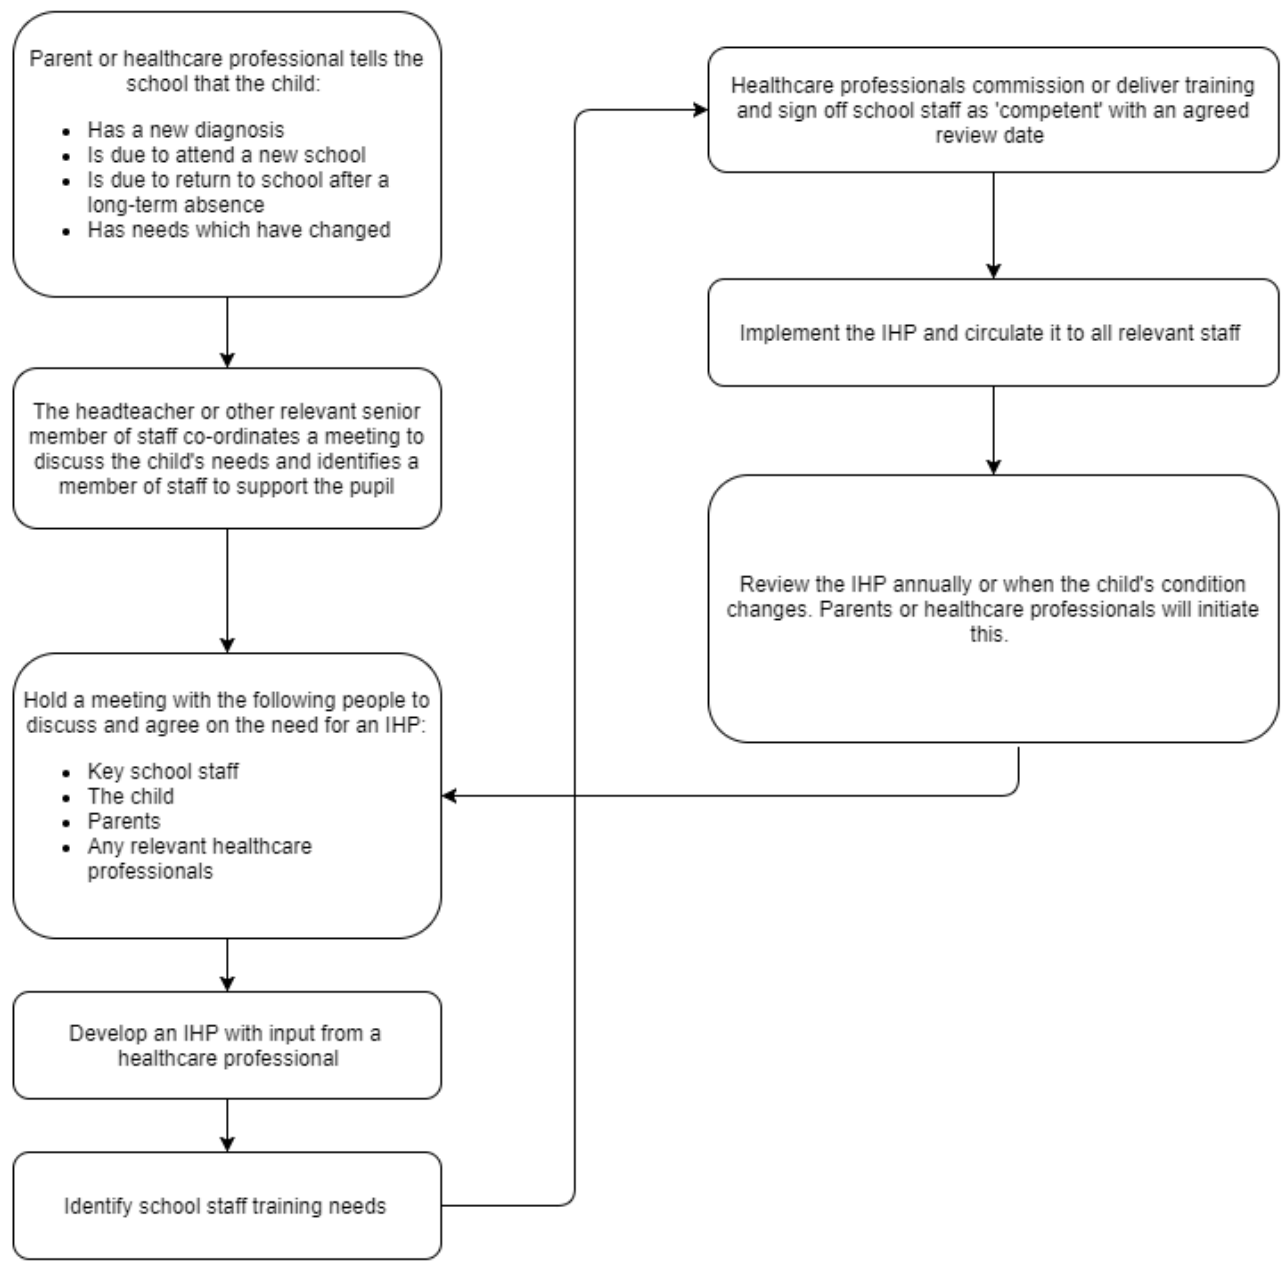 Parent or healthcare professional tells the
school that the child:
• Has a new diagnosis
• Is due to attend a new school
• Is due to return to school after a
long-term absence
• Has needs which have changed
The headteacher or other relevant senior
member of staff co-ordinates a meeting to
discuss the child's needs and identifies a
member of staff to support the pupil
Hold a meeting with the following people to
discuss and agree on the need for an IHP:
• Key school staff
• The child
• Parents
• Any relevant healthcare
professionals
Develop an IHP with input from a
healthcare professional
Identify school staff training needs
Healthcare professionals commission or deliver training
and sign off school staff as 'competent' with an agreed
review date
Implement the IHP and circulate it to all relevant staff
Review the IHP annually or when the child's condition
changes. Parents or healthcare professionals will initiate
this.